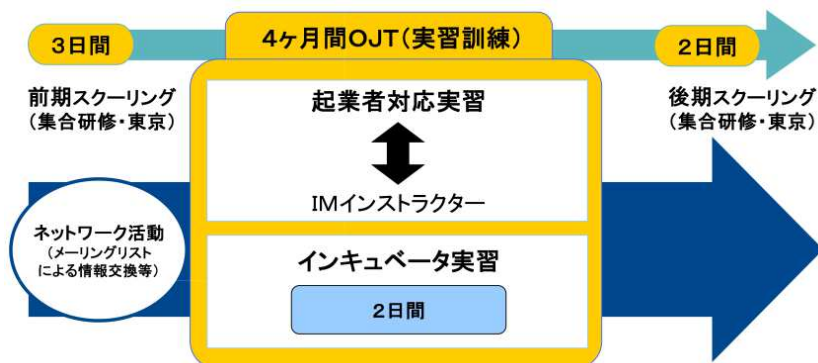 3日間
4ヶ月間OJT(実習訓練)
2日間
前期スクーリング
(集合研修・東京)
起業者対応実習
IMインストラクター
後期スクーリング
(集合研修・東京)
ネットワーク活動
(メーリングリスト
による情報交換等)
インキュベータ実習
2日間